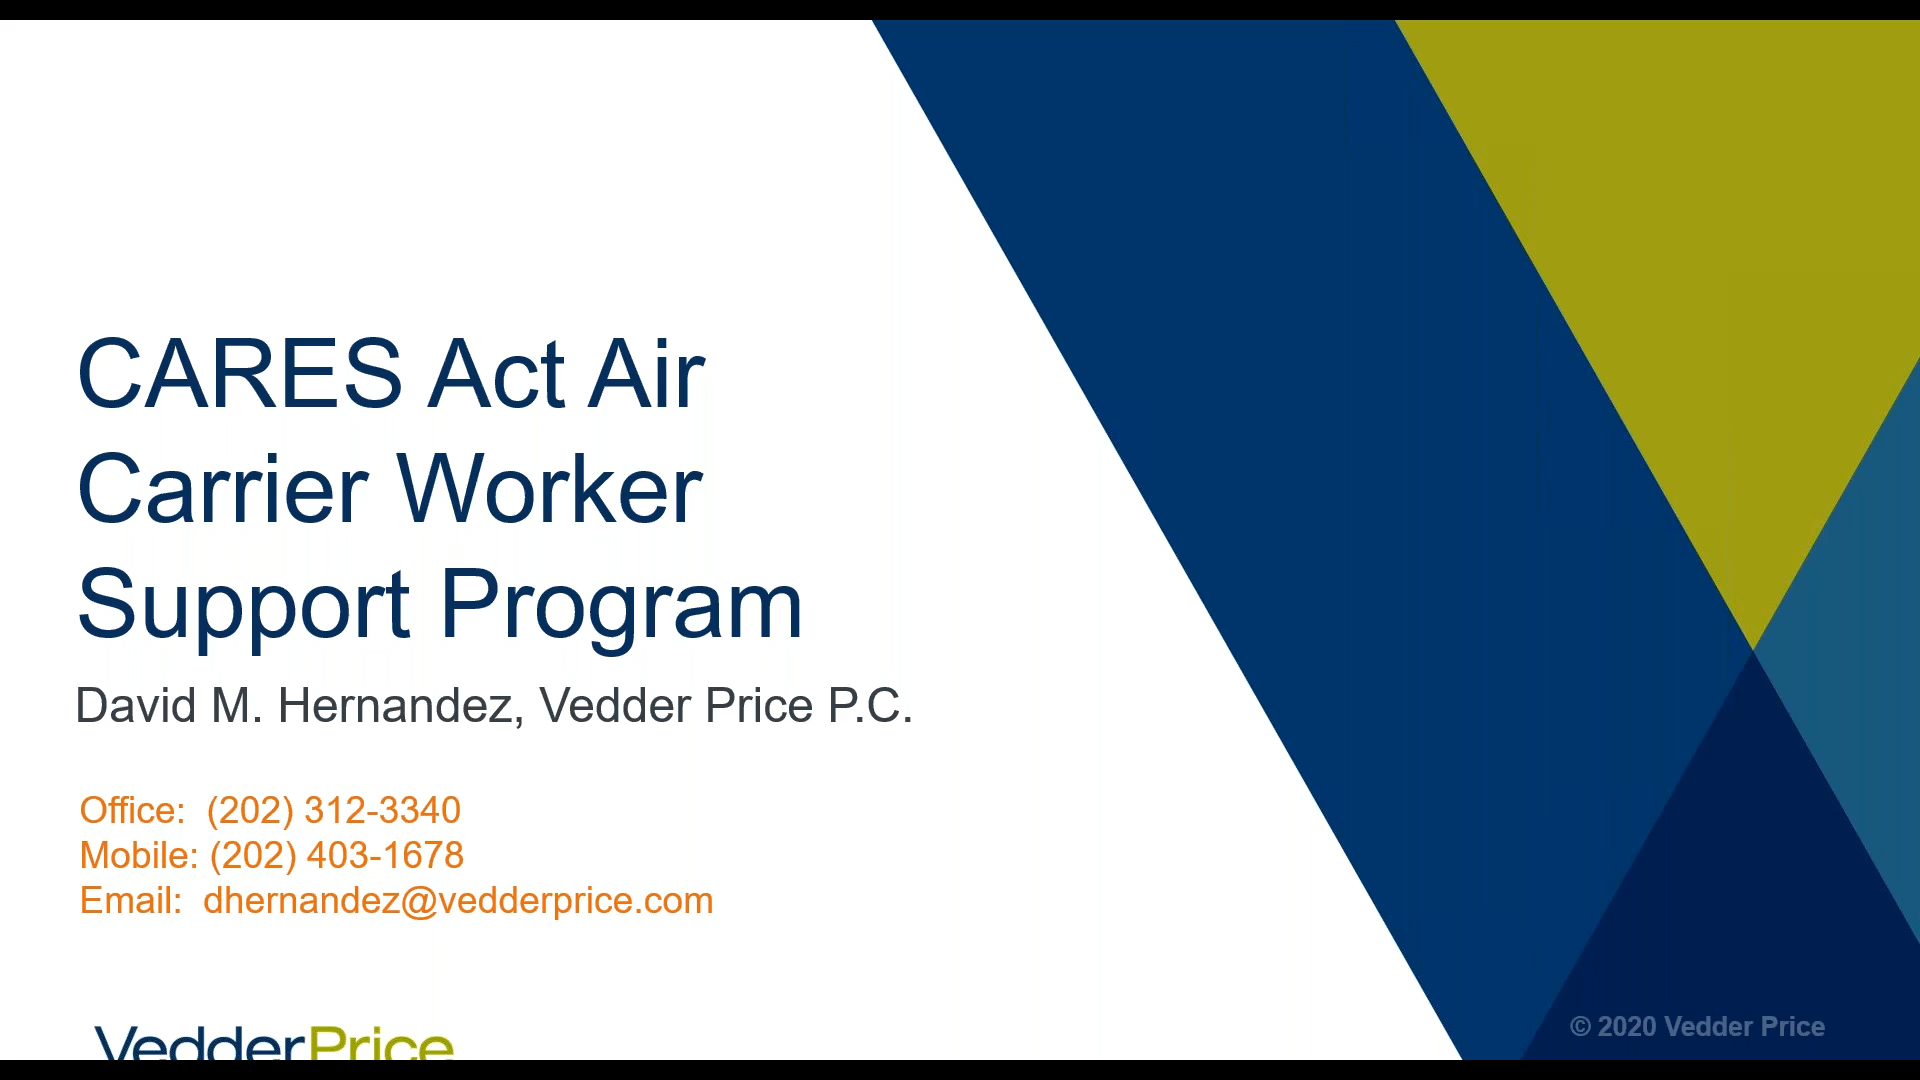 CARES Act Air
Carrier Worker
Support Program
David M. Hernandez, Vedder Price P.C.
Office: (202) 312-3340
Mobile: (202) 403-1678
Email: dhernandez@vedderprice.com
VedderPrice
© 2020 Vedder Price